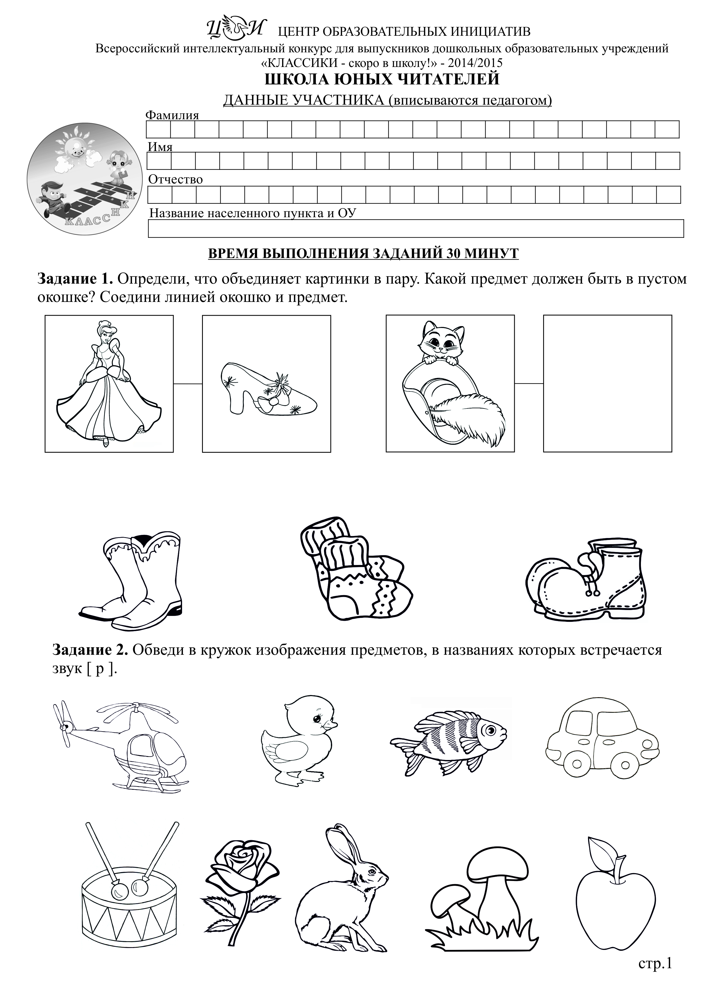 ЦОИ ЦЕНТР ОБРАЗОВАТЕЛЬНЫХ ИНИЦИАТИВ
Всероссийский интеллектуальный конкурс для выпускников дошкольных образовательных учреждений
«КЛАССИКИ - скоро в школу!» - 2014/2015
ШКОЛА ЮНЫХ ЧИТАТЕЛЕЙ
ДАННЫЕ УЧАСТНИКА (вписываются педагогом)
Фамилия
Имя
Отчество
КЛАССИКИ
Название населенного пункта и ОУ
ВРЕМЯ ВЫПОЛНЕНИЯ ЗАДАНИЙ 30 МИНУТ
Задание 1. Определи, что объединяет картинки в пару. Какой предмет должен быть в пустом
окошке? Соедини линией окошко и предмет.
Задание 2. Обведи в кружок изображения предметов, в названиях которых встречается
звук [ р ].
стр.1